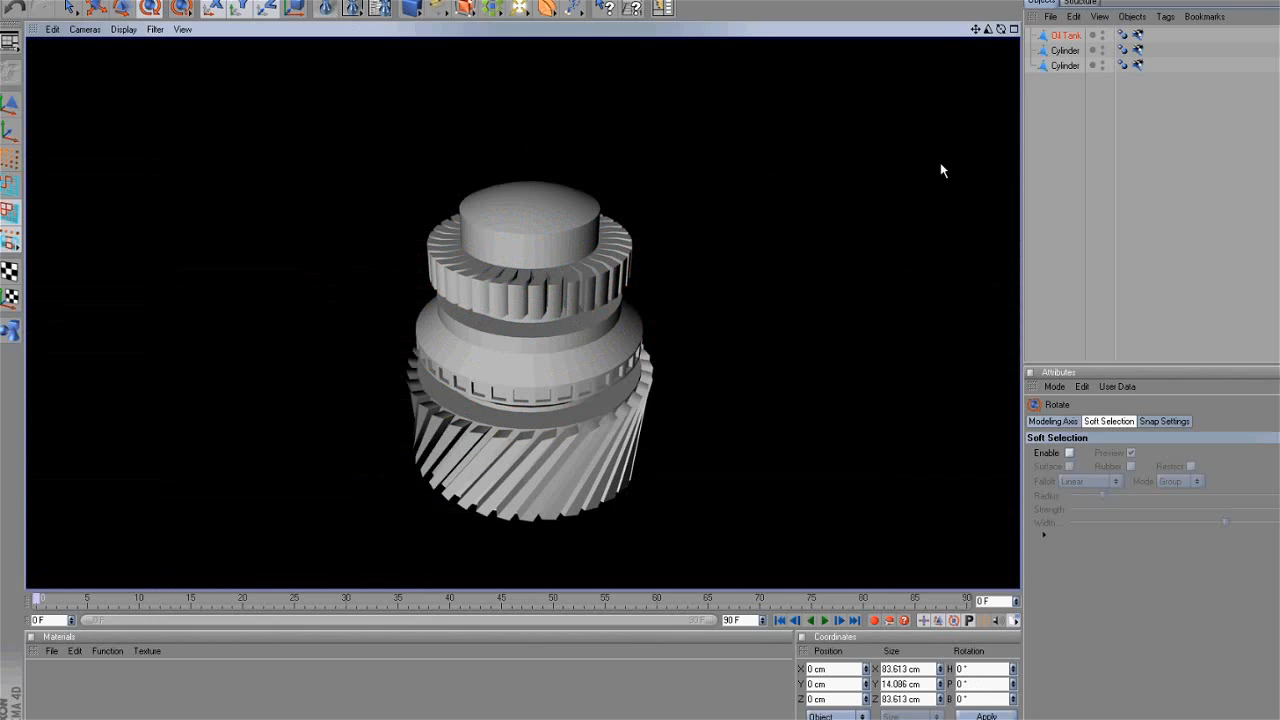 Objects Structure
Edit Cameras Display Filter View
File Edit View Objects Tags Bookmarks
Oil Tank
Cylinder
Cylinder
Attributes
Mode Edit User Data
Rotate
Modeling Axis Soft Selection Snap Settings
Soft Selection
Enable Preview
Surface Rubber Restrict
Falloff Linear Mode Group
Radius
Strength
Width
0 5 10 15 20 25 30 35 40 45 50 55 60 65 70 75 80 85 90 0 F
0 F 0 F 90 F 90 F
Materials
File Edit Function Texture
Coordinates
Position Size Rotation
X 0 cm X 83.613 cm H 0 °
Y 0 cm Y 14.086 cm P 0 °
Z 0 cm Z 83.613 cm B 0 °
Object Size Apply
MA 4D